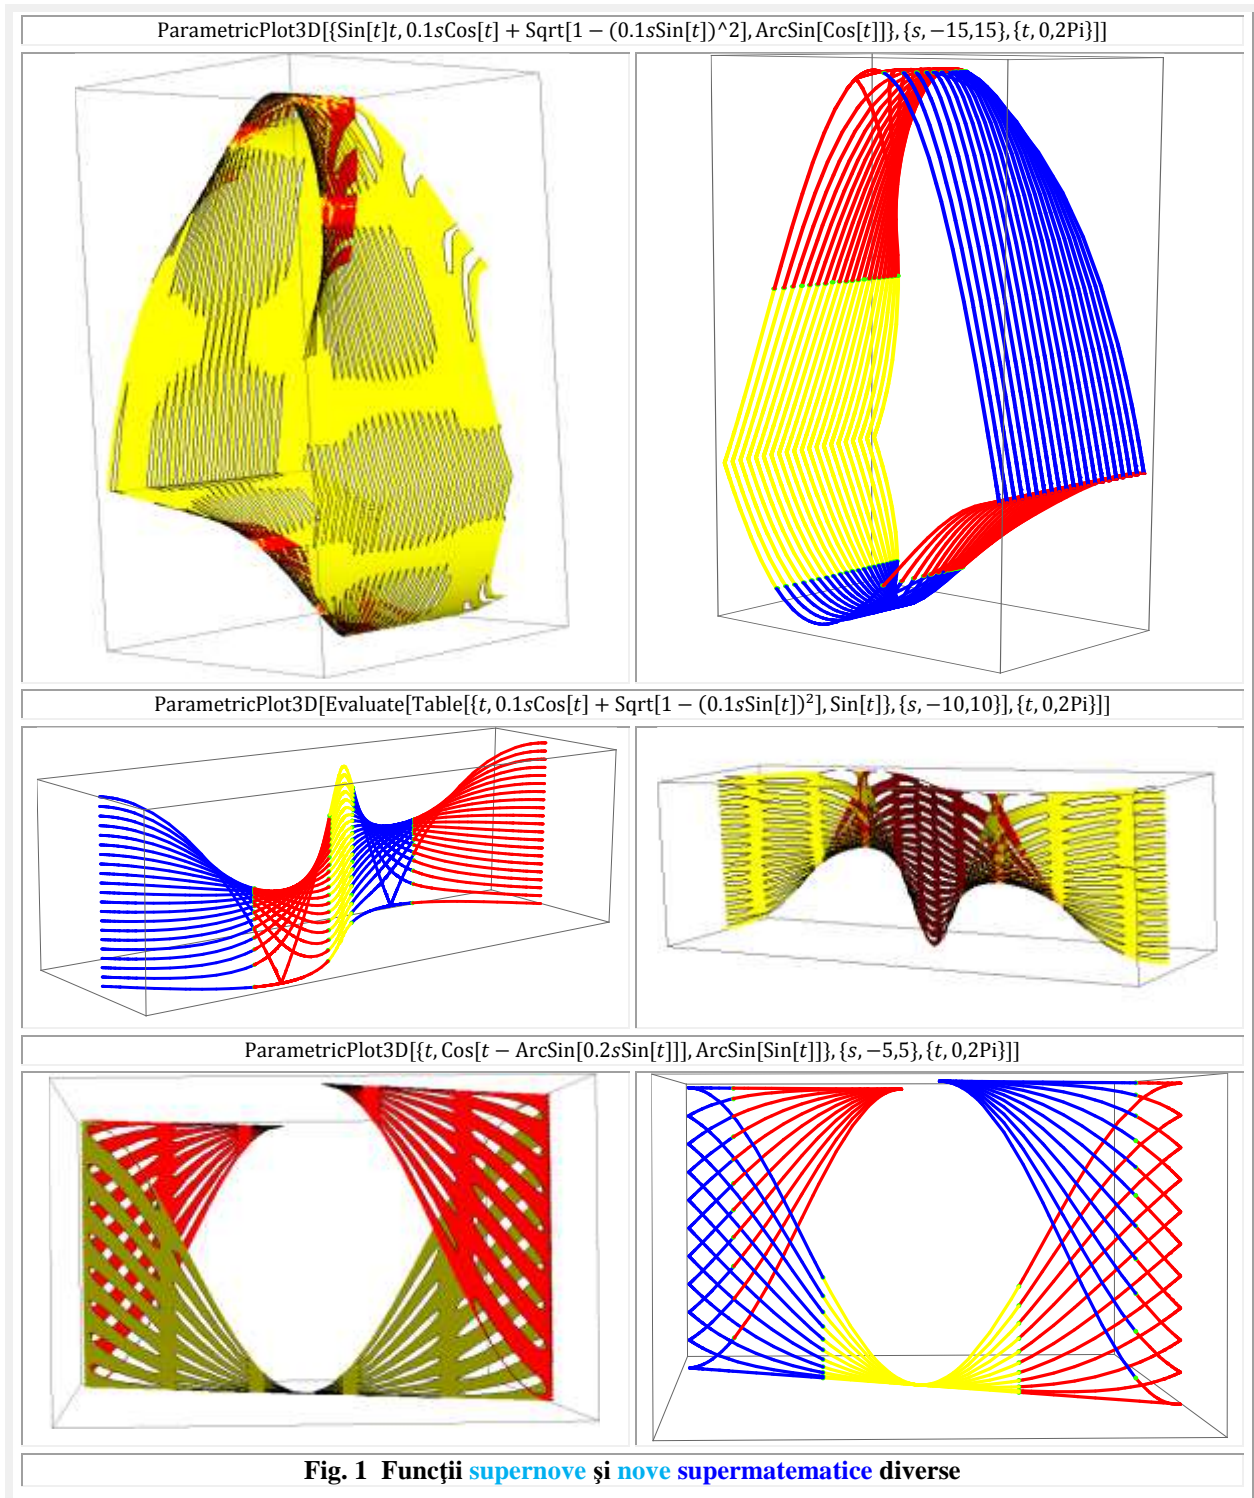 ParametricPlot3D[{Sin[t]t, 0.1sCos[t] + Sqrt[1 − (0.1sSin[t])^2], ArcSin[Cos[t]]}, {s, −15,15}, {t, 0,2Pi}]]
ParametricPlot3D[Evaluate[Table[{t, 0.1sCos[t] + Sqrt[1 − (0.1sSin[t])²], Sin[t]}, {s, −10,10}], {t, 0,2Pi}]]
ParametricPlot3D[{t, Cos[t − ArcSin[0.2sSin[t]]], ArcSin[Sin[t]]}, {s, −5,5}, {t, 0,2Pi}]]
Fig. 1 Funcţii supernove şi nove supermatematice diverse